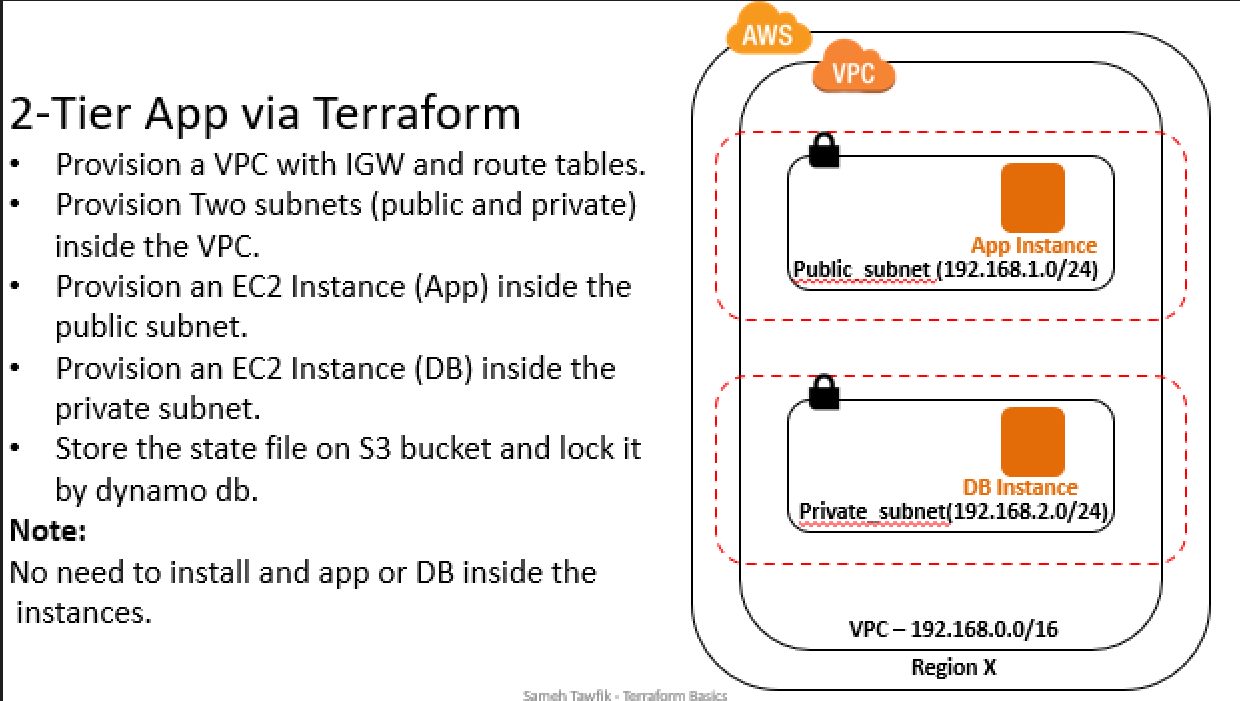 2-Tier App via Terraform
• Provision a VPC with IGW and route tables.
• Provision Two subnets (public and private)
inside the VPC.
• Provision an EC2 Instance (App) inside the
public subnet.
• Provision an EC2 Instance (DB) inside the
private subnet.
• Store the state file on S3 bucket and lock it
by dynamo db.
Note:
No need to install and app or DB inside the
instances.
AWS
VPC
App Instance
Public_subnet (192.168.1.0/24)
DB Instance
Private_subnet(192.168.2.0/24)
VPC – 192.168.0.0/16
Region X
Sameh Tawfik - Terraform Basics